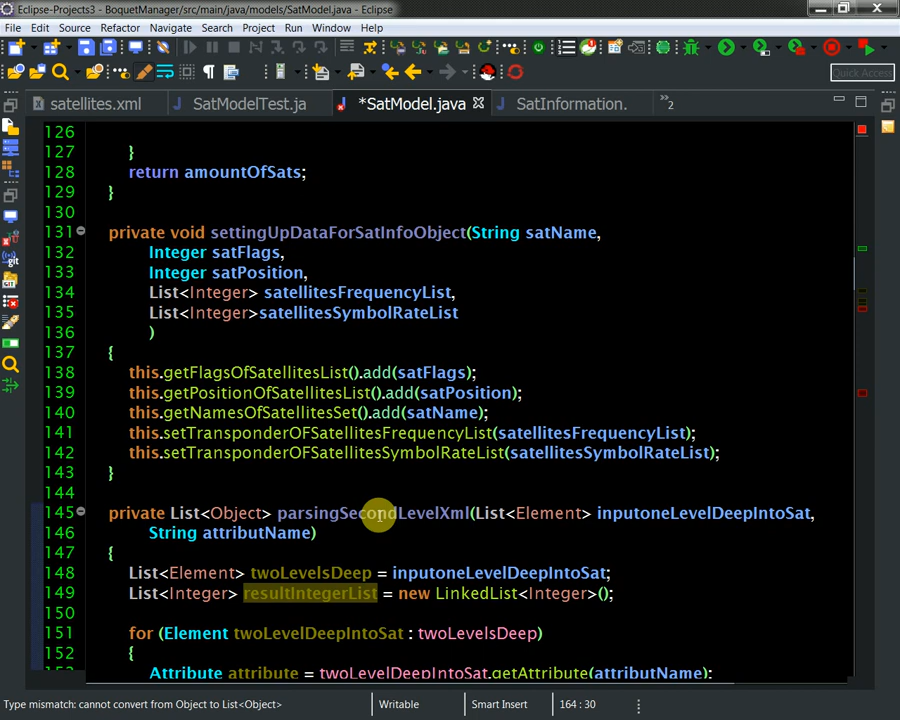 Eclipse-Projects3 - BoquetManager/src/main/java/models/SatModel.java - Eclipse
File Edit Source Refactor Navigate Search Project Run Window Help
Quick Access
satellites.xml SatModelTest.ja *SatModel.java SatInformation. »2
126
127 }
128 return amountOfSats;
129 }
130
131 private void settingUpDataForSatInfoObject(String satName,
132 Integer satFlags,
133 Integer satPosition,
134 List<Integer> satellitesFrequencyList,
135 List<Integer>satellitesSymbolRateList
136 )
137 {
138 this.getFlagsOfSatellitesList().add(satFlags);
139 this.getPositionOfSatellitesList().add(satPosition);
140 this.getNamesOfSatellitesSet().add(satName);
141 this.setTransponderOFSatellitesFrequencyList(satellitesFrequencyList);
142 this.setTransponderOFSatellitesSymbolRateList(satellitesSymbolRateList);
143 }
144
145 private List<Object> parsingSecondLevelXml(List<Element> inputoneLevelDeepIntoSat,
146 String attributName)
147 {
148 List<Element> twoLevelsDeep = inputoneLevelDeepIntoSat;
149 List<Integer> resultIntegerList = new LinkedList<Integer>();
150
151 for (Element twoLevelDeepIntoSat : twoLevelsDeep)
152 {
153 Attribute attribute = twoLevelDeepIntoSat.getAttribute(attributName);
Type mismatch: cannot convert from Object to List<Object> Writable Smart Insert 164 : 30